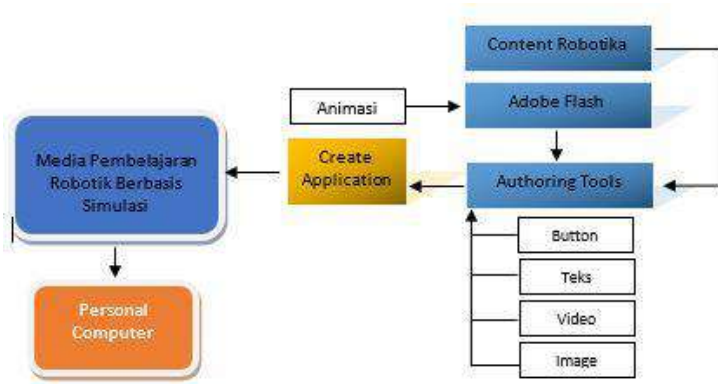 Content Robotika
Animasi
Adobe Flash
Media Pembelajaran
Robotik Berbasis
Simulasi
Create
Application
Authoring Tools
Button
Teks
Video
Image
Personal
Computer